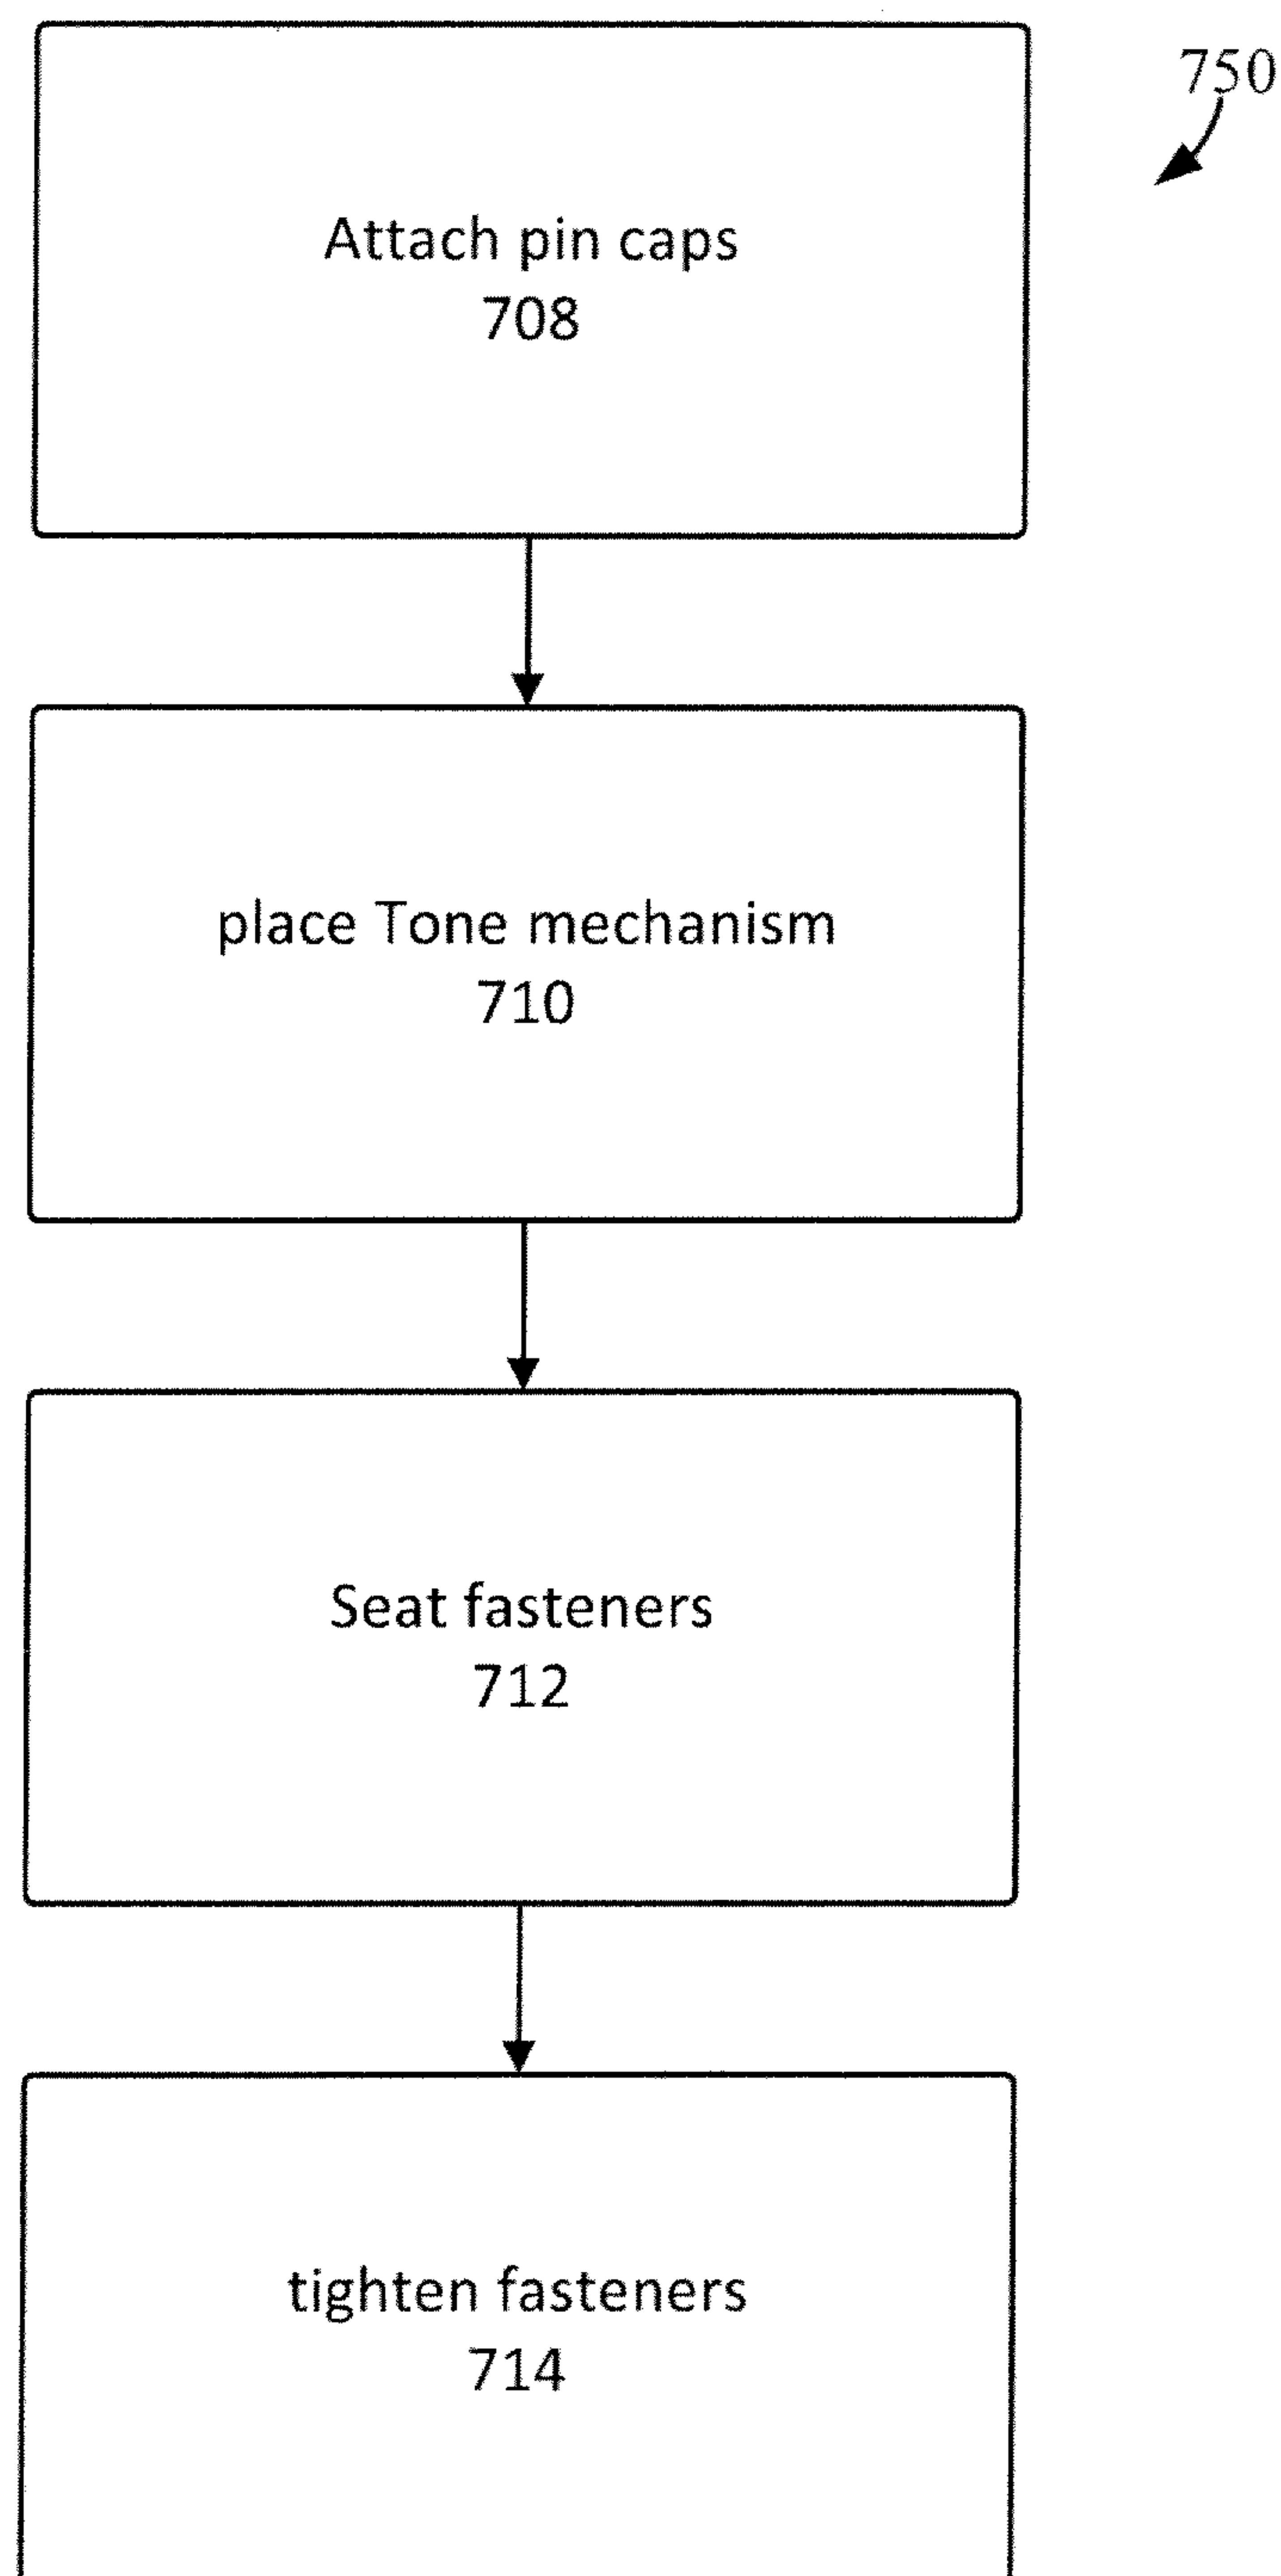 750
Attach pin caps
708
place Tone mechanism
710
Seat fasteners
712
tighten fasteners
714